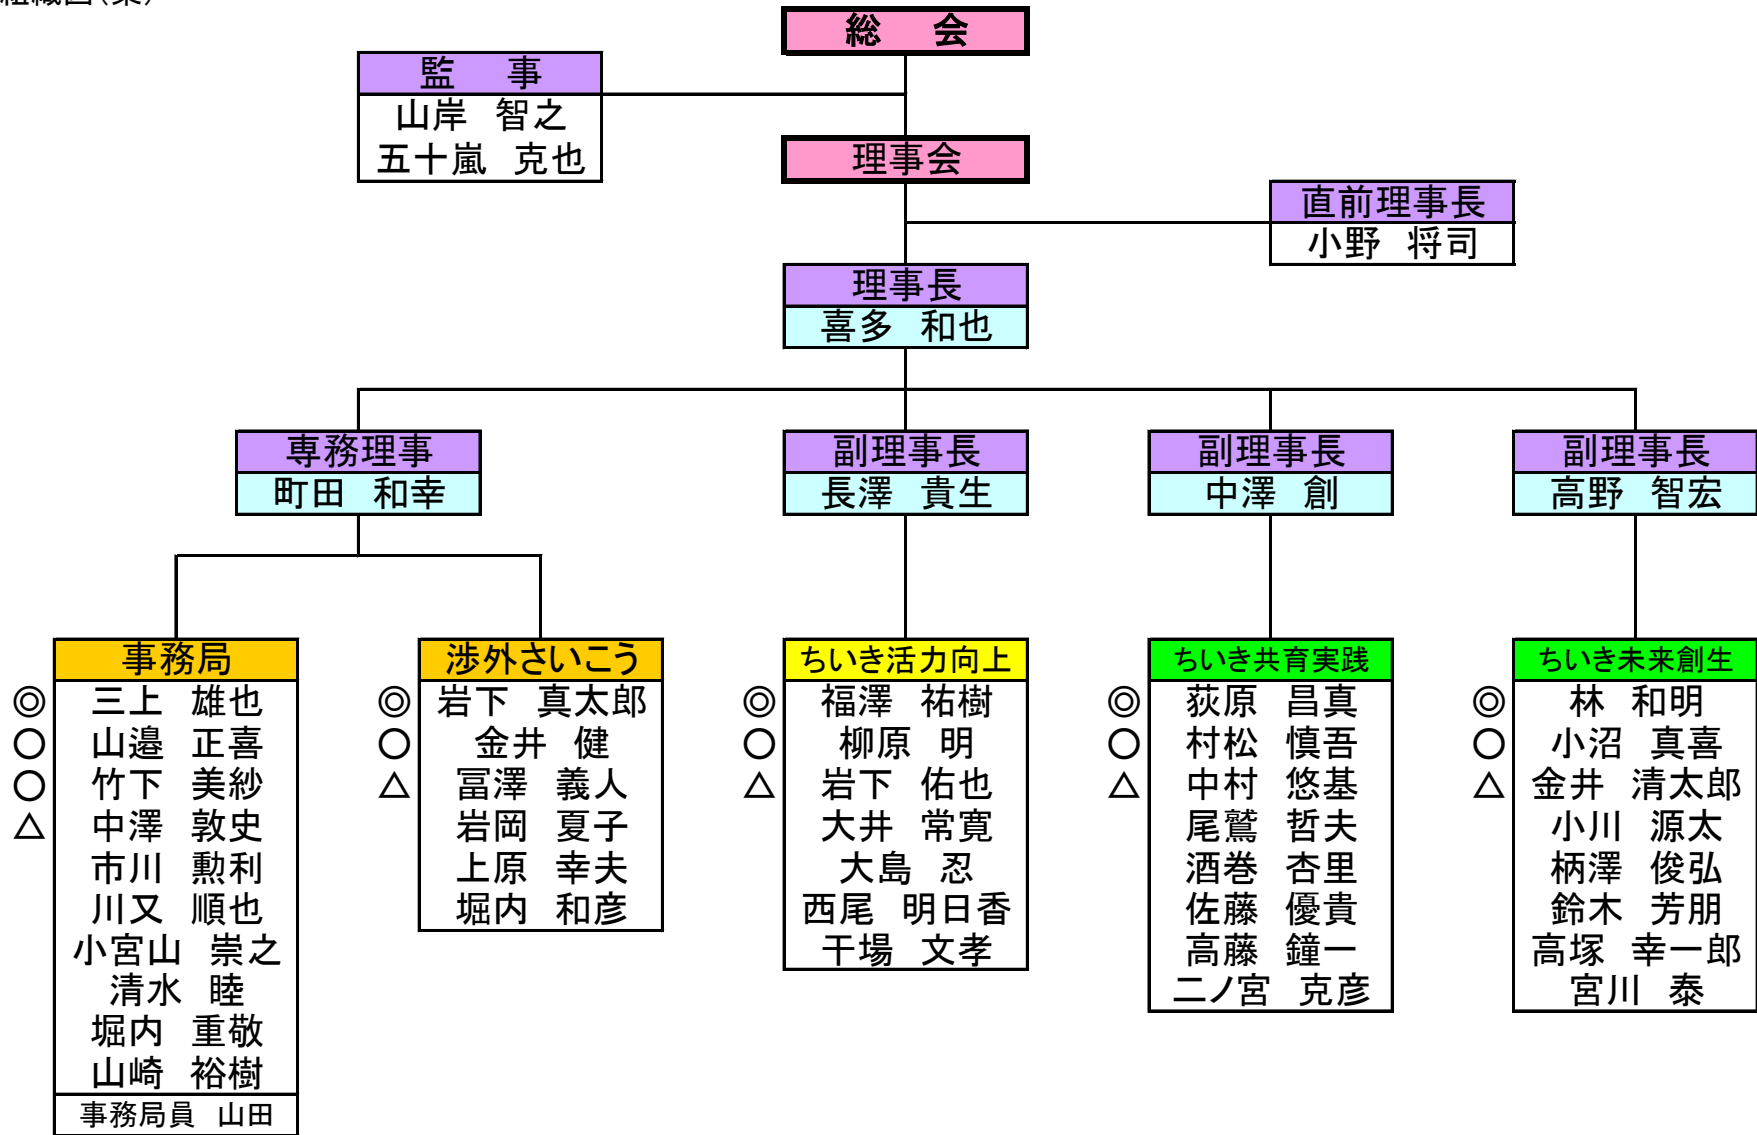 総 会
監 事
山岸 智之
五十嵐 克也
理事会
直前理事長
小野 将司
理事長
喜多 和也
専務理事
町田 和幸
副理事長
長澤 貴生
副理事長
中澤 創
副理事長
高野 智宏
事務局
◎ 三上 雄也
○ 山邉 正喜
○ 竹下 美紗
△ 中澤 敦史
市川 勲利
川又 順也
小宮山 崇之
清水 睦
堀内 重敬
山崎 裕樹
事務局員 山田
渉外さいこう
◎ 岩下 真太郎
○ 金井 健
△ 冨澤 義人
岩岡 夏子
上原 幸夫
堀内 和彦
ちいき活力向上
◎ 福澤 祐樹
○ 柳原 明
△ 岩下 佑也
大井 常寛
大島 忍
西尾 明日香
干場 文孝
ちいき共育実践
◎ 荻原 昌真
○ 村松 慎吾
△ 中村 悠基
尾鷲 哲夫
酒巻 杏里
佐藤 優貴
高藤 鐘一
二ノ宮 克彦
ちいき未来創生
◎ 林 和明
○ 小沼 真喜
△ 金井 清太郎
小川 源太
柄澤 俊弘
鈴木 芳朋
高塚 幸一郎
宮川 泰